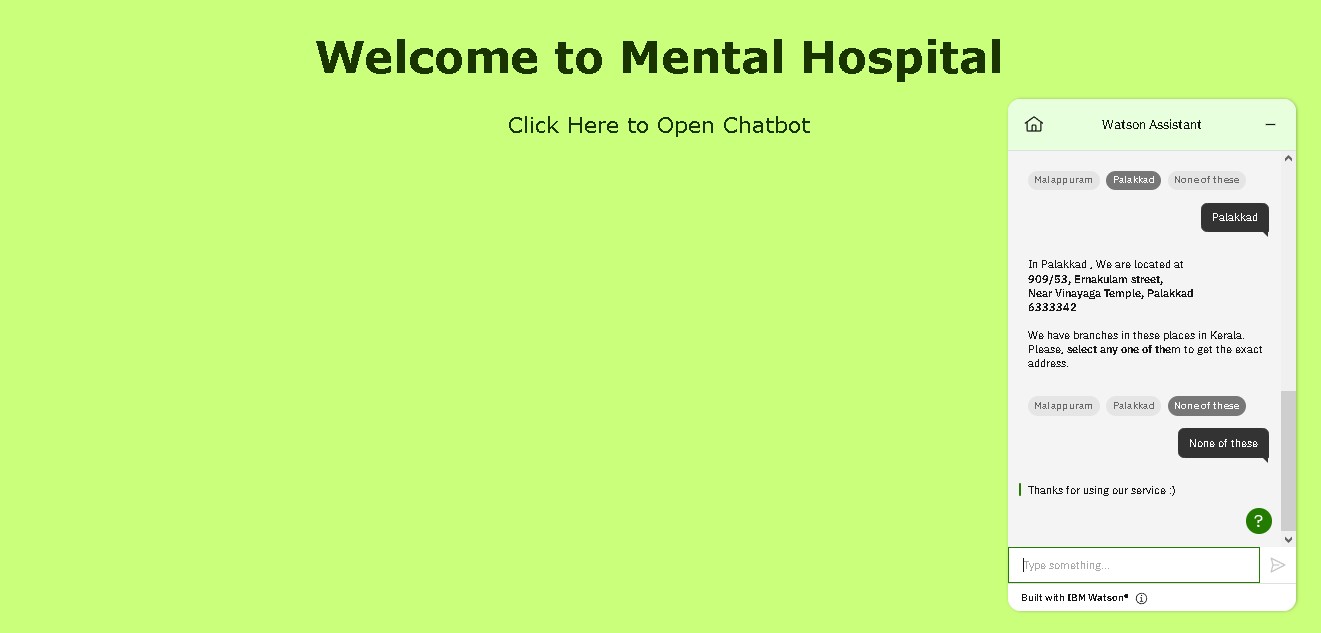 Welcome to Mental Hospital
Click Here to Open Chatbot
Watson Assistant
Malappuram Palakkad None of these
Palakkad
In Palakkad , We are located at
909/53, Ernakulam street,
Near Vinayaga Temple, Palakkad
6333342
We have branches in these places in Kerala.
Please, select any one of them to get the exact
address.
Malappuram Palakkad None of these
None of these
Thanks for using our service :)
?
Type something...
Built with IBM Watson®